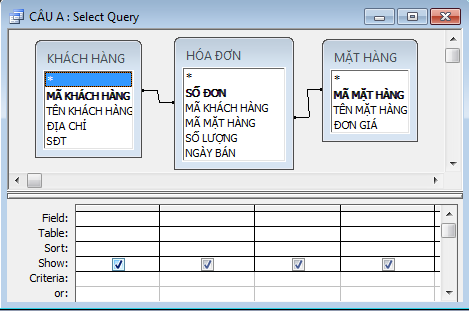 CÂU A : Select Query
KHÁCH HÀNG
*
MÃ KHÁCH HÀNG
TÊN KHÁCH HÀNG
ĐỊA CHỈ
SĐT
HÓA ĐƠN
*
SỐ ĐƠN
MÃ KHÁCH HÀNG
MÃ MẶT HÀNG
SỐ LƯỢNG
NGÀY BÁN
MẶT HÀNG
*
MÃ MẶT HÀNG
TÊN MẶT HÀNG
ĐƠN GIÁ
Field:
Table:
Sort:
Show:
Criteria:
or: